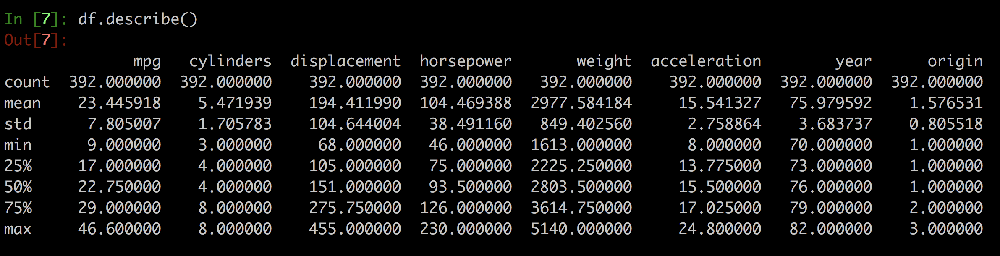 In [7]: df.describe()
Out[7]:
mpg cylinders displacement horsepower weight acceleration year origin
count 392.000000 392.000000 392.000000 392.000000 392.000000 392.000000 392.000000 392.000000
mean 23.445918 5.471939 194.411990 104.469388 2977.584184 15.541327 75.979592 1.576531
std 7.805007 1.705783 104.644004 38.491160 849.402560 2.758864 3.683737 0.805518
min 9.000000 3.000000 68.000000 46.000000 1613.000000 8.000000 70.000000 1.000000
25% 17.000000 4.000000 105.000000 75.000000 2225.250000 13.775000 73.000000 1.000000
50% 22.750000 4.000000 151.000000 93.500000 2803.500000 15.500000 76.000000 1.000000
75% 29.000000 8.000000 275.750000 126.000000 3614.750000 17.025000 79.000000 2.000000
max 46.600000 8.000000 455.000000 230.000000 5140.000000 24.800000 82.000000 3.000000